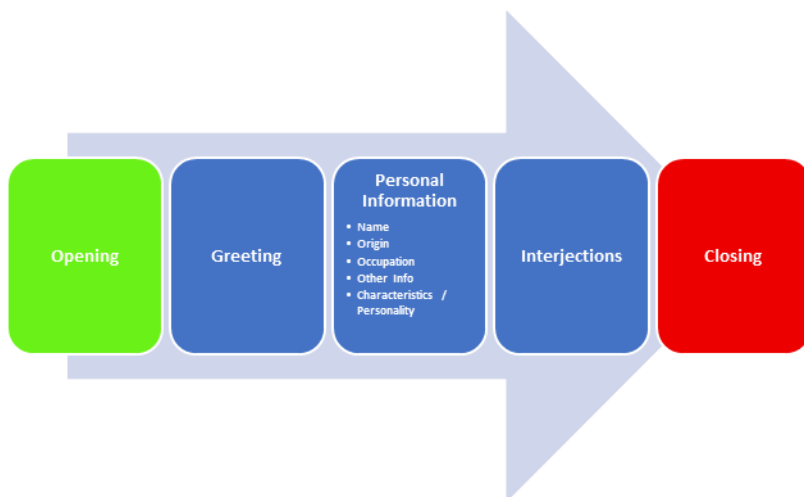 Opening
Greeting
Personal
Information
▪ Name
▪ Origin
▪ Occupation
▪ Other Info
▪ Characteristics /
Personality
Interjections
Closing